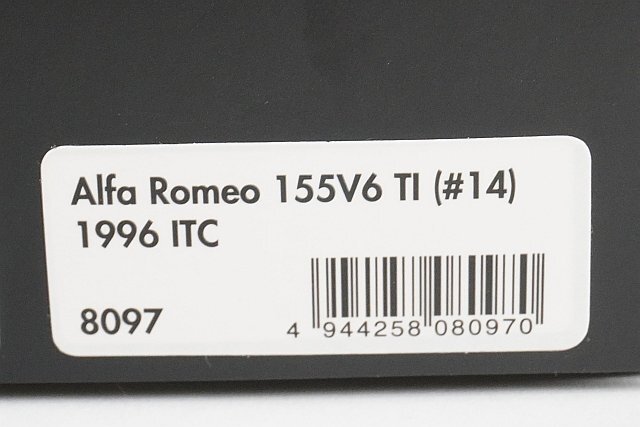 Alfa Romeo 155V6 TI (#14)
1996 ITC
8097
4 944258 080970